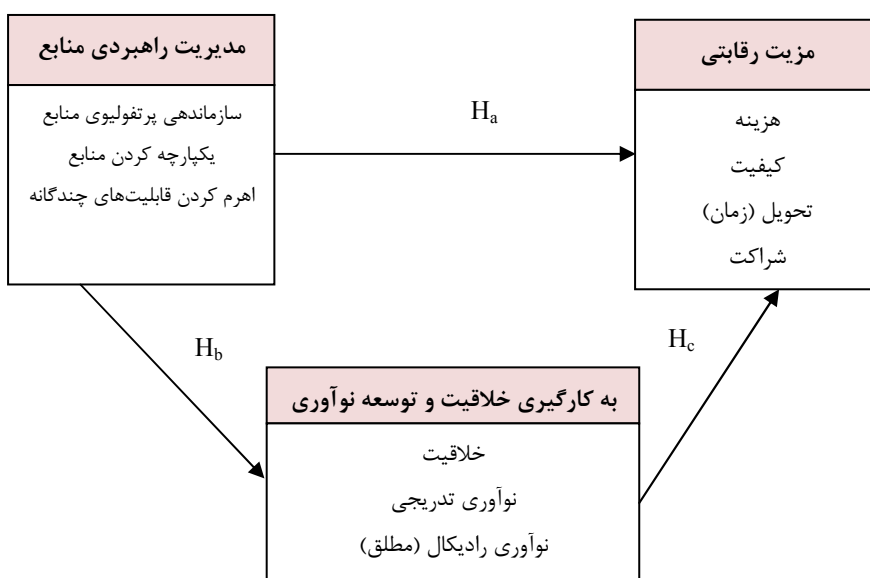 مدیریت راهبردی منابع
سازماندهی پرتفولیوی منابع
یکپارچه کردن منابع
اهرم کردن قابلیت‌های چندگانه
Ha
مزیت رقابتی
هزینه
کیفیت
تحویل (زمان)
شراکت
Hb
Hc
به کارگیری خلاقیت و توسعه نوآوری
خلاقیت
نوآوری تدریجی
نوآوری رادیکال (مطلق)